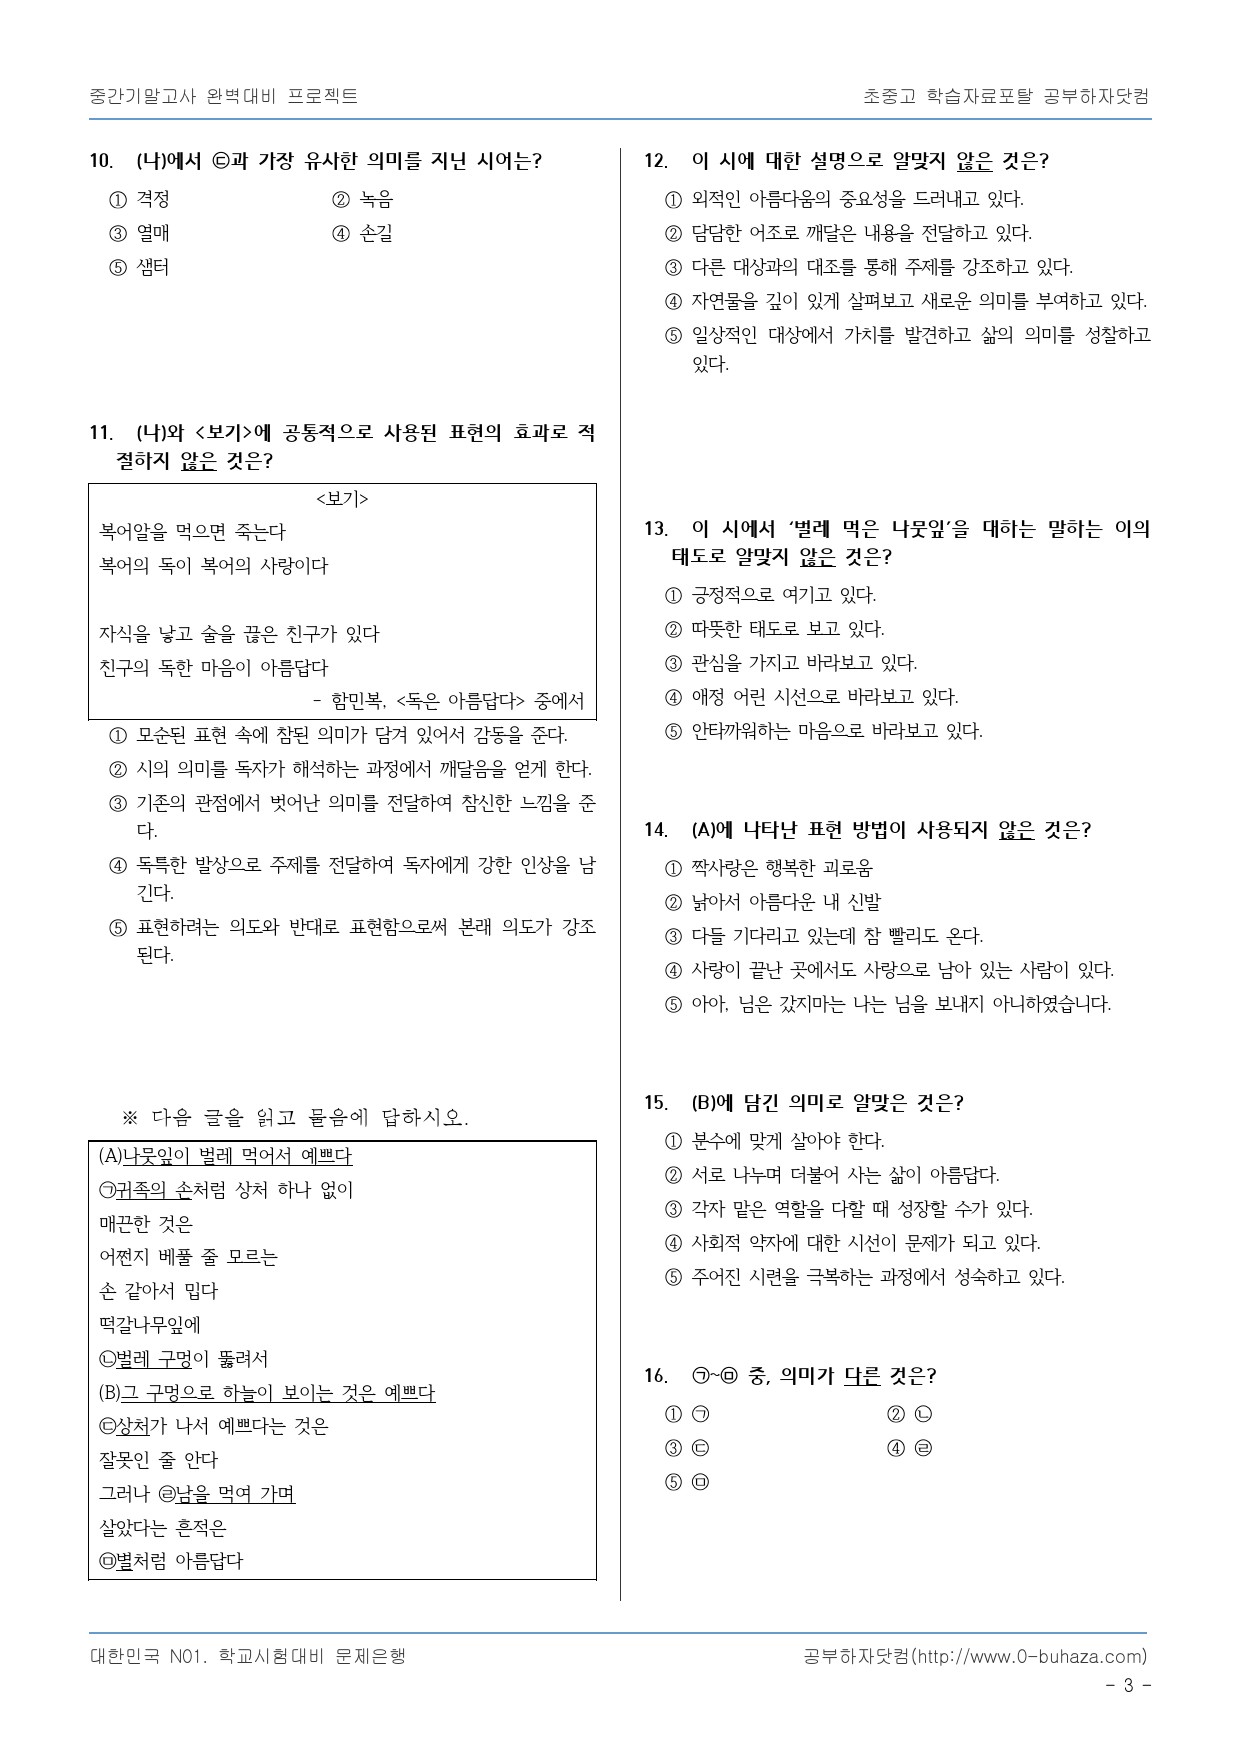 중간기말고사 완벽대비 프로젝트
초중고 학습자료포탈 공부하자닷컴
10. (나)에서 ㉢과 가장 유사한 의미를 지닌 시어는?
① 격정 ② 녹음
③ 열매 ④ 손길
⑤ 샘터
11. (나)와 <보기>에 공통적으로 사용된 표현의 효과로 적
절하지 않은 것은?
<보기>
복어알을 먹으면 죽는다
복어의 독이 복어의 사랑이다
자식을 낳고 술을 끊은 친구가 있다
친구의 독한 마음이 아름답다
- 함민복, <독은 아름답다> 중에서
① 모순된 표현 속에 참된 의미가 담겨 있어서 감동을 준다.
② 시의 의미를 독자가 해석하는 과정에서 깨달음을 얻게 한다.
③ 기존의 관점에서 벗어난 의미를 전달하여 참신한 느낌을 준
다.
④ 독특한 발상으로 주제를 전달하여 독자에게 강한 인상을 남
긴다.
⑤ 표현하려는 의도와 반대로 표현함으로써 본래 의도가 강조
된다.
※ 다음 글을 읽고 물음에 답하시오.
(A)나뭇잎이 벌레 먹어서 예쁘다
㉠귀족의 손처럼 상처 하나 없이
매끈한 것은
어쩐지 베풀 줄 모르는
손 같아서 밉다
떡갈나무잎에
㉡벌레 구멍이 뚫려서
(B)그 구멍으로 하늘이 보이는 것은 예쁘다
㉢상처가 나서 예쁘다는 것은
잘못인 줄 안다
그러나 ㉣남을 먹여 가며
살았다는 흔적은
㉤별처럼 아름답다
12. 이 시에 대한 설명으로 알맞지 않은 것은?
① 외적인 아름다움의 중요성을 드러내고 있다.
② 담담한 어조로 깨달은 내용을 전달하고 있다.
③ 다른 대상과의 대조를 통해 주제를 강조하고 있다.
④ 자연물을 깊이 있게 살펴보고 새로운 의미를 부여하고 있다.
⑤ 일상적인 대상에서 가치를 발견하고 삶의 의미를 성찰하고
있다.
13. 이 시에서 ‘벌레 먹은 나뭇잎’을 대하는 말하는 이의
태도로 알맞지 않은 것은?
① 긍정적으로 여기고 있다.
② 따뜻한 태도로 보고 있다.
③ 관심을 가지고 바라보고 있다.
④ 애정 어린 시선으로 바라보고 있다.
⑤ 안타까워하는 마음으로 바라보고 있다.
14. (A)에 나타난 표현 방법이 사용되지 않은 것은?
① 짝사랑은 행복한 괴로움
② 낡아서 아름다운 내 신발
③ 다들 기다리고 있는데 참 빨리도 온다.
④ 사랑이 끝난 곳에서도 사랑으로 남아 있는 사람이 있다.
⑤ 아아, 님은 갔지마는 나는 님을 보내지 아니하였습니다.
15. (B)에 담긴 의미로 알맞은 것은?
① 분수에 맞게 살아야 한다.
② 서로 나누며 더불어 사는 삶이 아름답다.
③ 각자 맡은 역할을 다할 때 성장할 수가 있다.
④ 사회적 약자에 대한 시선이 문제가 되고 있다.
⑤ 주어진 시련을 극복하는 과정에서 성숙하고 있다.
16. ㉠~㉤ 중, 의미가 다른 것은?
① ㉠ ② ㉡
③ ㉢ ④ ㉣
⑤ ㉤
대한민국 N01. 학교시험대비 문제은행
공부하자닷컴(http://www.0-buhaza.com)
- 3 -